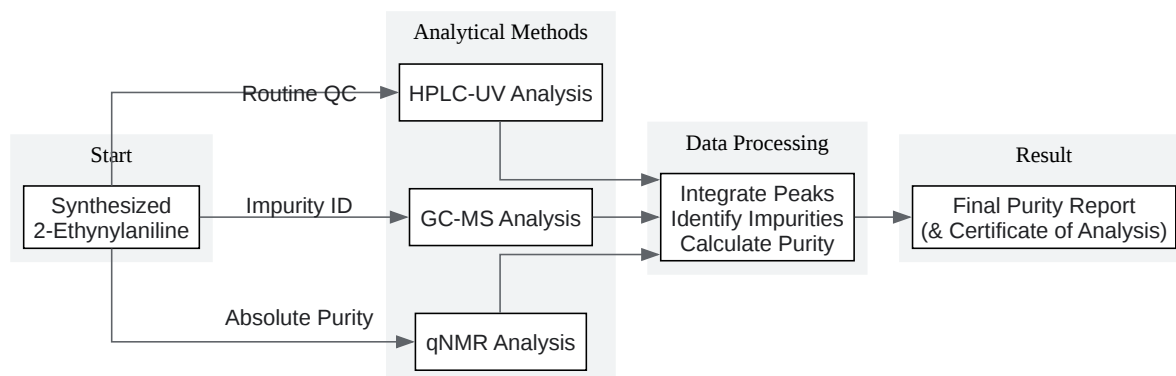 Analytical Methods
Routine QC
HPLC-UV Analysis
Start
Synthesized
2-Ethynylaniline
Impurity ID
GC-MS Analysis
Absolute Purity
qNMR Analysis
Data Processing
Integrate Peaks
Identify Impurities
Calculate Purity
Result
Final Purity Report
(& Certificate of Analysis)